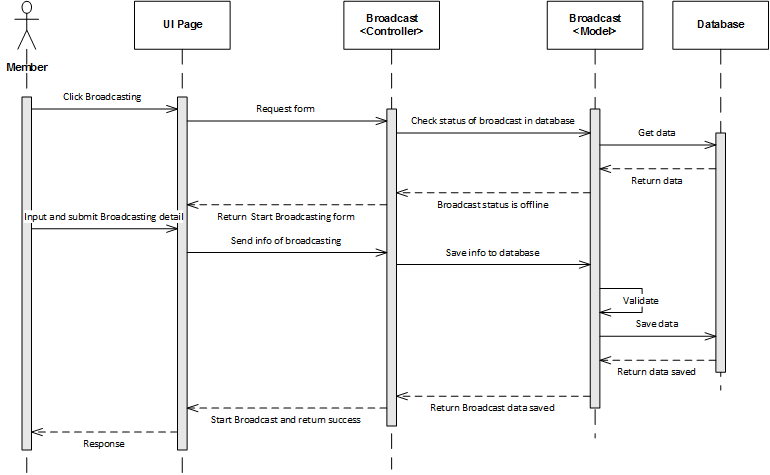 Member
UI Page
Broadcast
<Controller>
Broadcast
<Model>
Database
Click Broadcasting
Request form
Check status of broadcast in database
Get data
Return data
Broadcast status is offline
Return Start Broadcasting form
Input and submit Broadcasting detail
Send info of broadcasting
Save info to database
Validate
Save data
Return data saved
Return Broadcast data saved
Start Broadcast and return success
Response